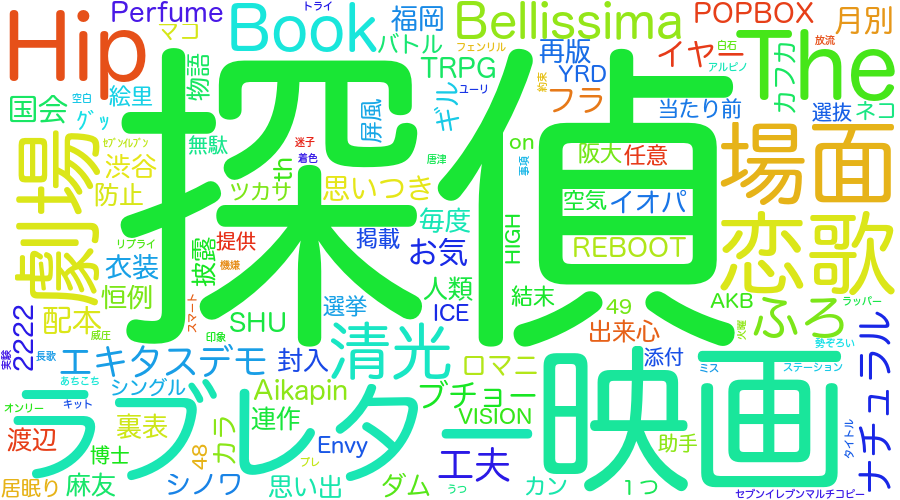 Perfume
トライ
福岡
Bellissima
POPBOX
月別
Hip
マコ
Book
バトル
フェンリル
再版
イヤー
白石
放流
The
物語
TRPG
アルビノ
カフカ
国会
空白
絵里
屏風
ギル
ユーリ
約束
YRD
フラ
当たり前
選抜
ネコ
グッ
セブンイレブン
無駄
迷子
着色
探偵
on
阪大
任意
場面
劇場
渋谷
th
唐津
事項
防止
ツカサ
思いつき
空気
イオパ
毎度
HIGH
REBOOT
恋歌
リプライ
提供
掲載
お気
衣装
披露
機嫌
人類
結末
恒例
スマート
選挙
ICE
49
AKB
ラッパー
2222
配本
威圧
印象
SHU
清光
出来心
火曜
ふろ
実験
長歌
エキタスデモ
封入
ロマニ
添付
勢ぞろい
ミス
ステーション
ナチュラル
あちこち
シングル
Aikapin
ブチョー
オンリー
キット
ラブレター
映画
裏表
カラ
連作
VISION
タイトル
渡辺
博士
48
Envy
工夫
助手
プレ
居眠り
麻友
シノワ
思い出
ダム
うつ
カン
1つ
セブンイレブンマルチコピー